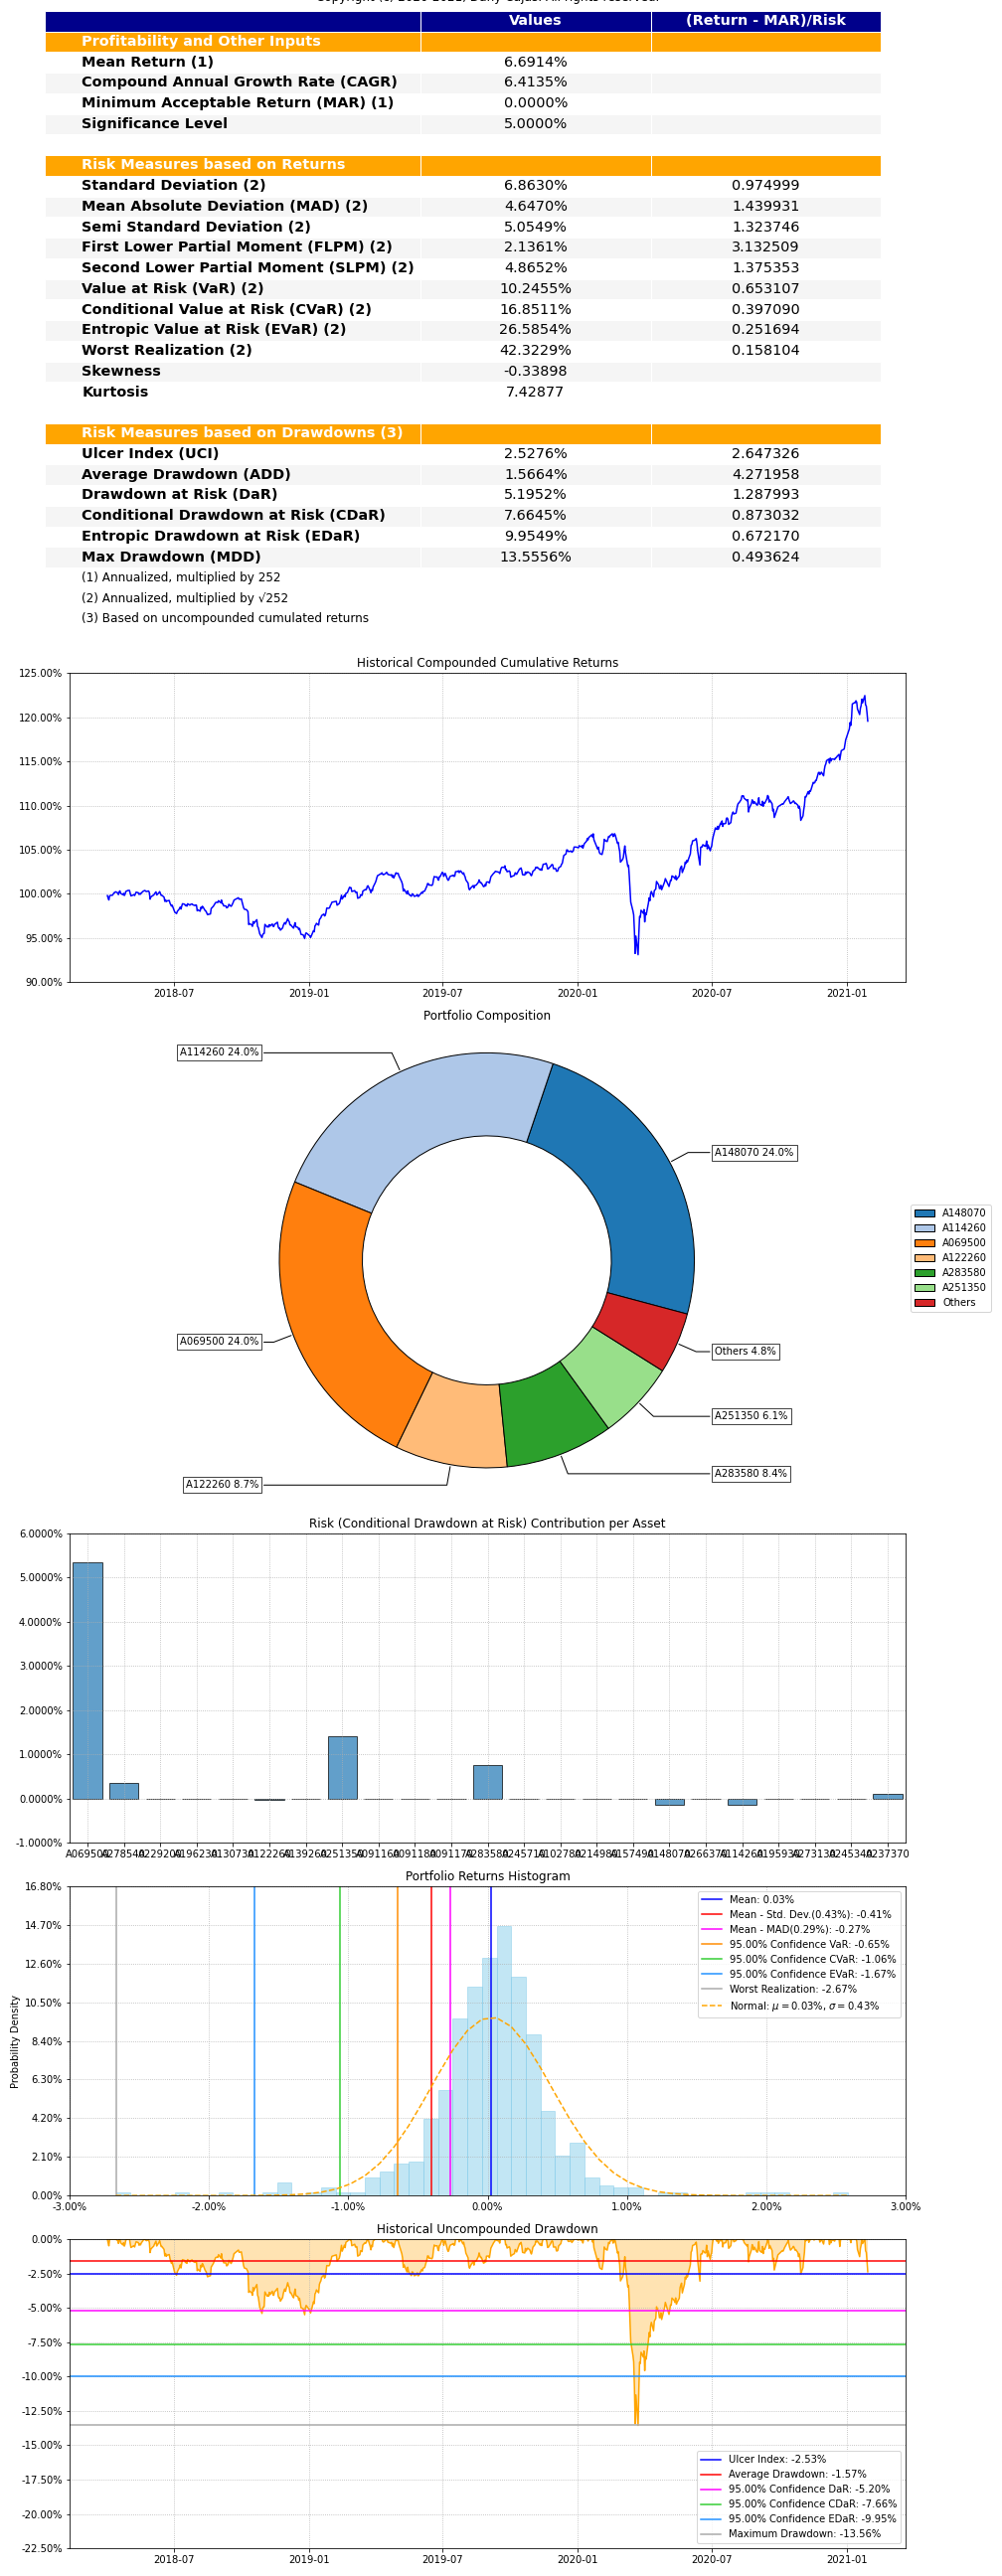 Copyright (c) 2020-2021, Dany Cajas. All rights reserved.
Values (Return - MAR)/Risk
Profitability and Other Inputs
Mean Return (1) 6.6914%
Compound Annual Growth Rate (CAGR) 6.4135%
Minimum Acceptable Return (MAR) (1) 0.0000%
Significance Level 5.0000%
Risk Measures based on Returns
Standard Deviation (2) 6.8630% 0.974999
Mean Absolute Deviation (MAD) (2) 4.6470% 1.439931
Semi Standard Deviation (2) 5.0549% 1.323746
First Lower Partial Moment (FLPM) (2) 2.1361% 3.132509
Second Lower Partial Moment (SLPM) (2) 4.8652% 1.375353
Value at Risk (VaR) (2) 10.2455% 0.653107
Conditional Value at Risk (CVaR) (2) 16.8511% 0.397090
Entropic Value at Risk (EVaR) (2) 26.5854% 0.251694
Worst Realization (2) 42.3229% 0.158104
Skewness -0.33898
Kurtosis 7.42877
Risk Measures based on Drawdowns (3)
Ulcer Index (UCI) 2.5276% 2.647326
Average Drawdown (ADD) 1.5664% 4.271958
Drawdown at Risk (DaR) 5.1952% 1.287993
Conditional Drawdown at Risk (CDaR) 7.6645% 0.873032
Entropic Drawdown at Risk (EDaR) 9.9549% 0.672170
Max Drawdown (MDD) 13.5556% 0.493624
(1) Annualized, multiplied by 252
(2) Annualized, multiplied by √252
(3) Based on uncompounded cumulated returns
Historical Compounded Cumulative Returns
125.00%
120.00%
115.00%
110.00%
105.00%
100.00%
95.00%
90.00%
2018-07 2019-01 2019-07 2020-01 2020-07 2021-01
Portfolio Composition
A114260 24.0%
A148070 24.0%
A069500 24.0%
Others 4.8%
A251350 6.1%
A283580 8.4%
A122260 8.7%
A148070
A114260
A069500
A122260
A283580
A251350
Others
Risk (Conditional Drawdown at Risk) Contribution per Asset
6.0000%
5.0000%
4.0000%
3.0000%
2.0000%
1.0000%
0.0000%
-1.0000%
A237370
Portfolio Returns Histogram
Probability Density
16.80%
14.70%
12.60%
10.50%
8.40%
6.30%
4.20%
2.10%
0.00%
-3.00% -2.00% -1.00% 0.00% 1.00% 2.00% 3.00%
Mean: 0.03%
Mean - Std. Dev.(0.43%): -0.41%
Mean - MAD(0.29%): -0.27%
95.00% Confidence VaR: -0.65%
95.00% Confidence CVaR: -1.06%
95.00% Confidence EVaR: -1.67%
Worst Realization: -2.67%
Normal: μ = 0.03%, σ = 0.43%
Historical Uncompounded Drawdown
0.00%
-2.50%
-5.00%
-7.50%
-10.00%
-12.50%
-15.00%
-17.50%
-20.00%
-22.50%
2018-07 2019-01 2019-07 2020-01 2020-07 2021-01
Ulcer Index: -2.53%
Average Drawdown: -1.57%
95.00% Confidence DaR: -5.20%
95.00% Confidence CDaR: -7.66%
95.00% Confidence EDaR: -9.95%
Maximum Drawdown: -13.56%